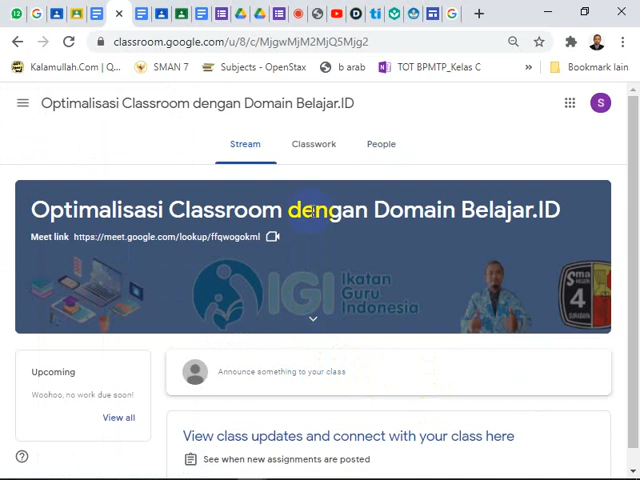 classroom.google.com/u/8/c/MjgwMjM2MjQ5Mjg2
Kalamullah.Com | Qu...
SMAN 7
Subjects - OpenStax
b arab
TOT BPMTP_Kelas C
Bookmark lain
Optimalisasi Classroom dengan Domain Belajar.ID
S
Stream
Classwork
People
Optimalisasi Classroom dengan Domain Belajar.ID
Meet link https://meet.google.com/lookup/ffqwogokml
IGI Ikatan
Guru
Indonesia
4
Upcoming
Woohoo, no work due soon!
View all
Announce something to your class
View class updates and connect with your class here
See when new assignments are posted